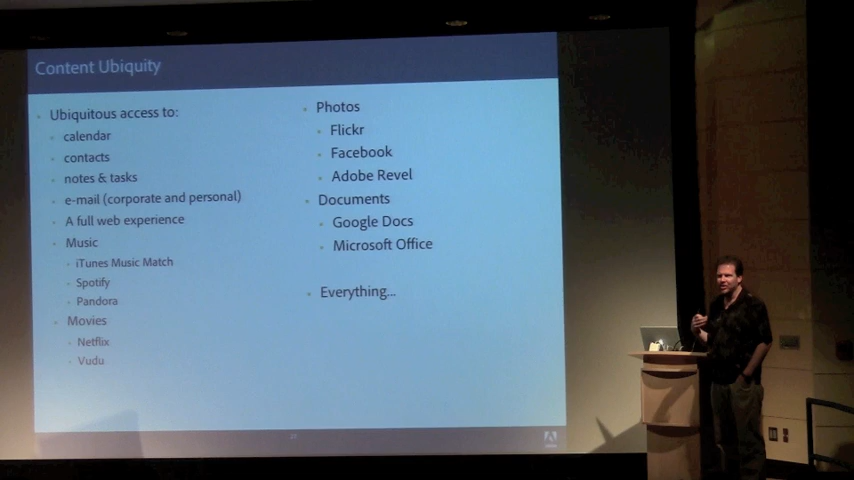 Content Ubiquity
Ubiquitous access to:
calendar
contacts
notes & tasks
e-mail (corporate and personal)
A full web experience
Music
iTunes Music Match
Spotify
Pandora
Movies
Netflix
Vudu
Photos
Flickr
Facebook
Adobe Revel
Documents
Google Docs
Microsoft Office
Everything...